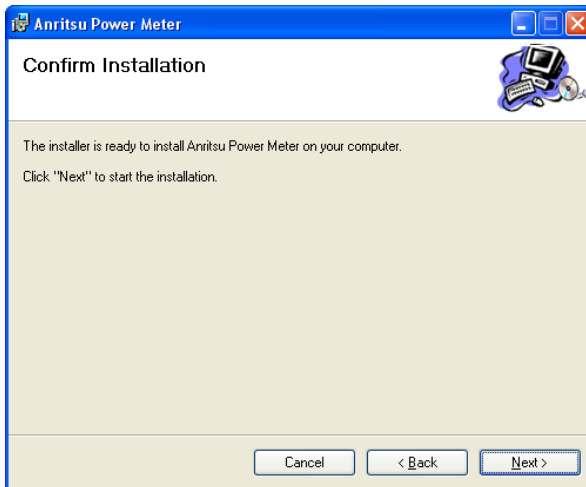 Anritsu Power Meter
Confirm Installation
The installer is ready to install Anritsu Power Meter on your computer.
Click "Next" to start the installation.
Cancel
< Back
Next >